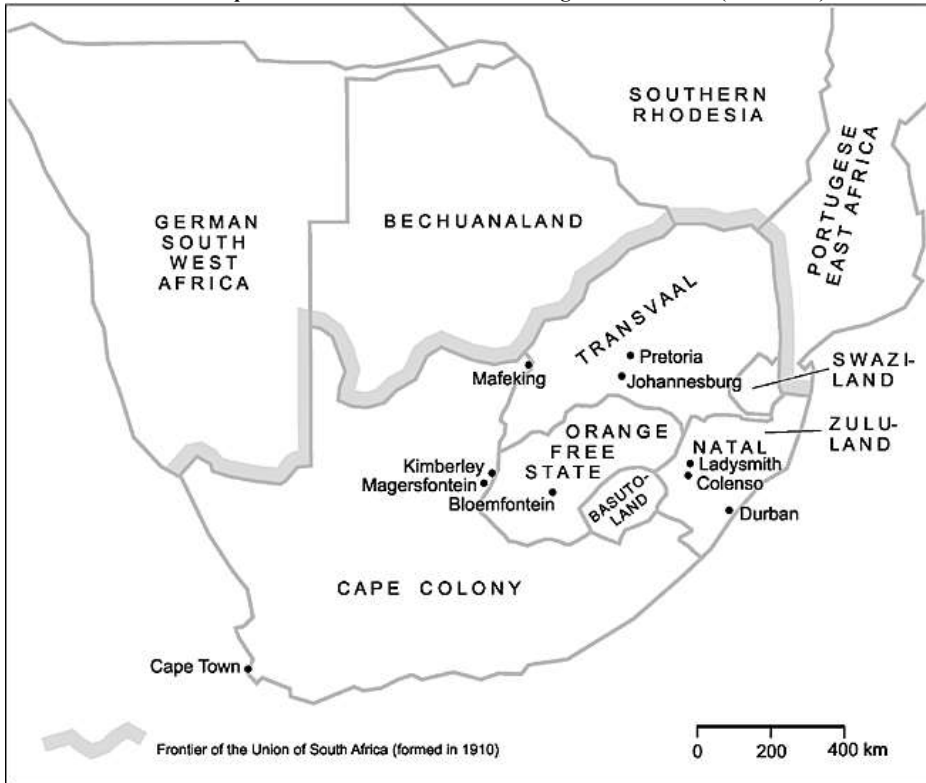 SOUTHERN
RHODESIA
PORTUGESE
EAST AFRICA
GERMAN
SOUTH
WEST
AFRICA
BECHUANALAND
TRANSVAAL
Pretoria
Johannesburg
Mafeking
SWAZI-
LAND
ZULU-
LAND
ORANGE
FREE
STATE
NATAL
Ladysmith
Colenso
Kimberley
Magersfontein
Bloemfontein
BASUTO-
LAND
Durban
CAPE COLONY
Cape Town
Frontier of the Union of South Africa (formed in 1910)
0 200 400 km